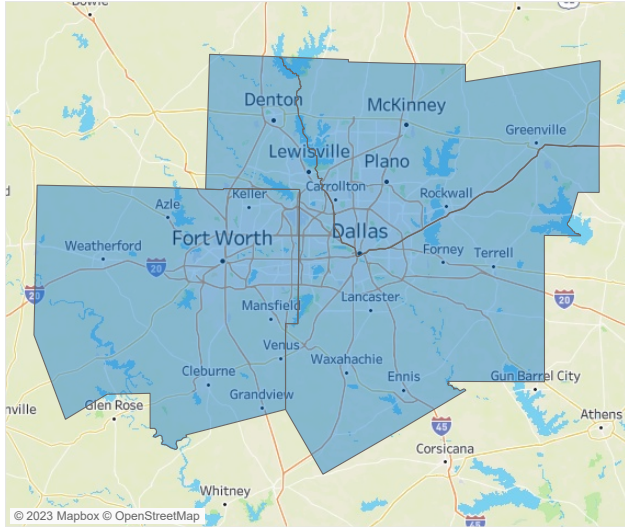 Bowie
Denton
McKinney
Greenville
Lewisville
Plano
Carrollton
Keller
Rockwall
Azle
Dallas
Fort Worth
Weatherford
Forney
Terrell
20
20
20
Lancaster
Mansfield
Venus
Waxahachie
Cleburne
Ennis
Gun Barrel City
Grandview
nville
Glen Rose
Athens
45
Corsicana
Whitney
© 2023 Mapbox © OpenStreetMap
45